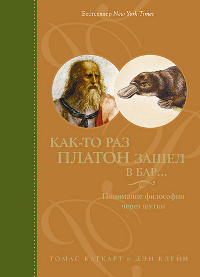 Бестселлер New York Times
КАК-ТО РАЗ
ПЛАТОН ЗАШЕЛ
В БАР...
Понимание философии
через шутки
ТОМАС КАТКАРТ и ДЭН КЛЕЙН